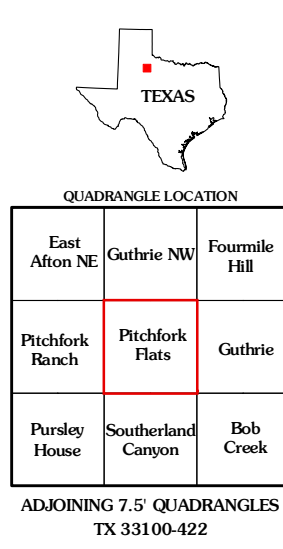 TEXAS
QUADRANGLE LOCATION
East
Afton NE
Guthrie NW
Fourmile
Hill
Pitchfork
Ranch
Pitchfork
Flats
Guthrie
Pursley
House
Southerland
Canyon
Bob
Creek
ADJOINING 7.5' QUADRANGLES
TX 33100-422